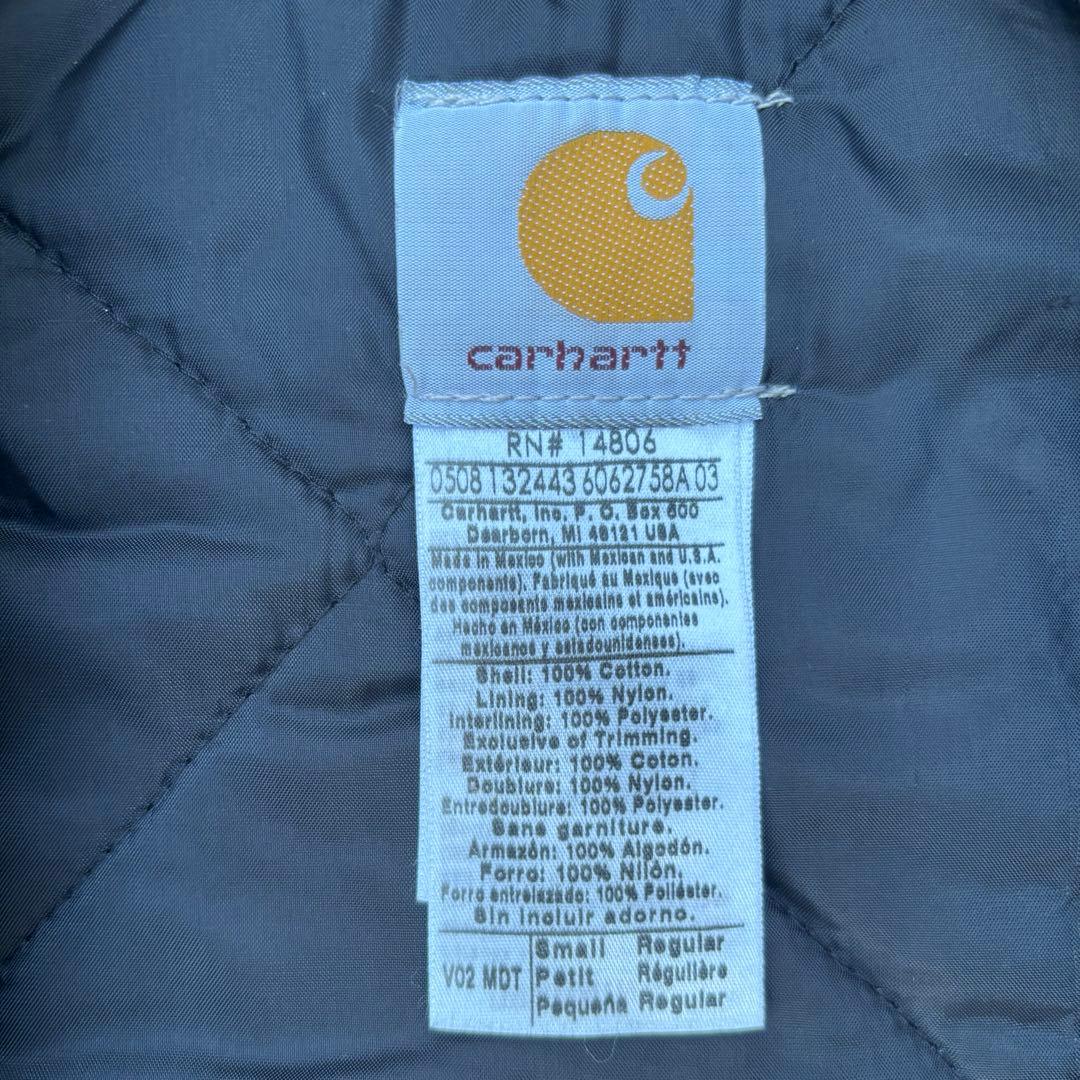 carhartt
RN# 14806
0508 132443 6062758A 03
Carhartt, Inc. P. O. Box 600
Dearborn, MI 48121 USA
Made in Mexico (with Mexican and U.S.A.
components). Fabriqué au Mexique (avec
des composants mexicains et américains).
Hecho en México (con componentes
mexicanos y estadounidenses).
Shell: 100% Cotton.
Lining: 100% Nylon.
Interlining: 100% Polyester.
Exclusive of Trimming.
Extérieur: 100% Coton.
Doublure: 100% Nylon.
Entredoublure: 100% Polyester.
Sans garniture.
Armazón: 100% Algodón.
Forro: 100% Nilón.
Forro entrelazado: 100% Poliéster.
Sin incluir adorno.
V02 MDT
Small Regular
Petit Régulière
Pequeña Regular